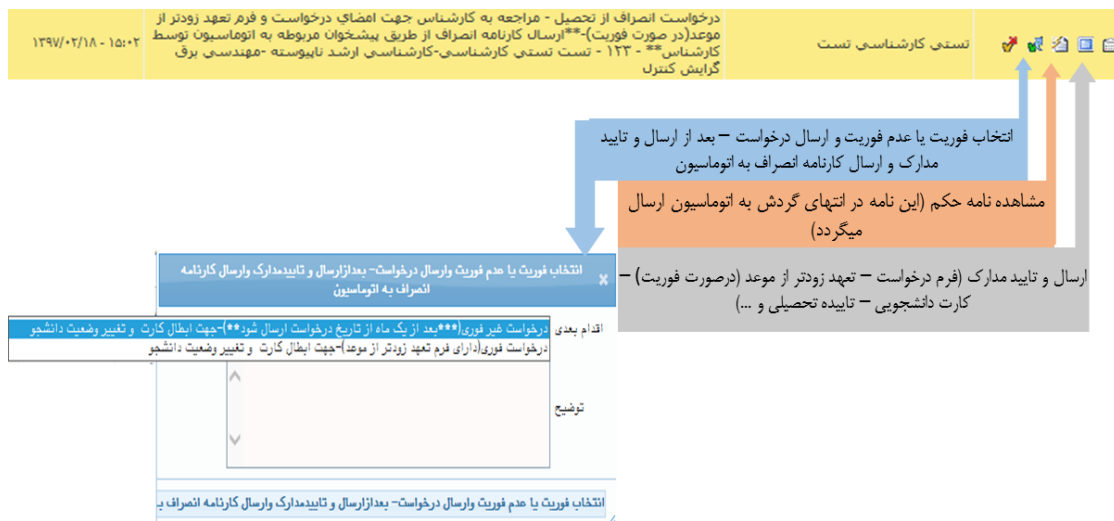 درخواست انصراف از تحصیل - مراجعه به کارشناس جهت امضای درخواست و فرم تعهد زودتر از
موعد(در صورت فوریت)-**ارسال کارنامه انصراف از طریق پیشخوان مربوطه به اتوماسیون توسط
کارشناس** - ۱۲۳ - تست تستی کارشناسی-کارشناسی ارشد ناپیوسته -مهندسی برق
گرایش کنترل
تستی کارشناسی تست
۱۳۹۷/۰۲/۱۸ - ۱۵:۰۲
انتخاب فوریت یا عدم فوریت و ارسال درخواست – بعد از ارسال و تایید
مدارک و ارسال کارنامه انصراف به اتوماسیون
مشاهده نامه حکم (این نامه در انتهای گردش به اتوماسیون ارسال
میگردد)
ارسال و تایید مدارک (فرم درخواست – تعهد زودتر از موعد (درصورت فوریت) –
کارت دانشجویی – تاییده تحصیلی و ...)
انتخاب فوریت یا عدم فوریت وارسال درخواست– بعدازارسال و تاییدمدارک وارسال کارنامه
انصراف به اتوماسیون
اقدام بعدی
درخواست غیر فوری(***بعد از یک ماه از تاریخ درخواست ارسال شود**)-جهت ابطال کارت و تغییر وضعیت دانشجو
درخواست فوری(دارای فرم تعهد زودتر از موعد)-جهت ابطال کارت و تغییر وضعیت دانشجو
توضیح
انتخاب فوریت یا عدم فوریت وارسال درخواست– بعدازارسال و تاییدمدارک وارسال کارنامه انصراف ب